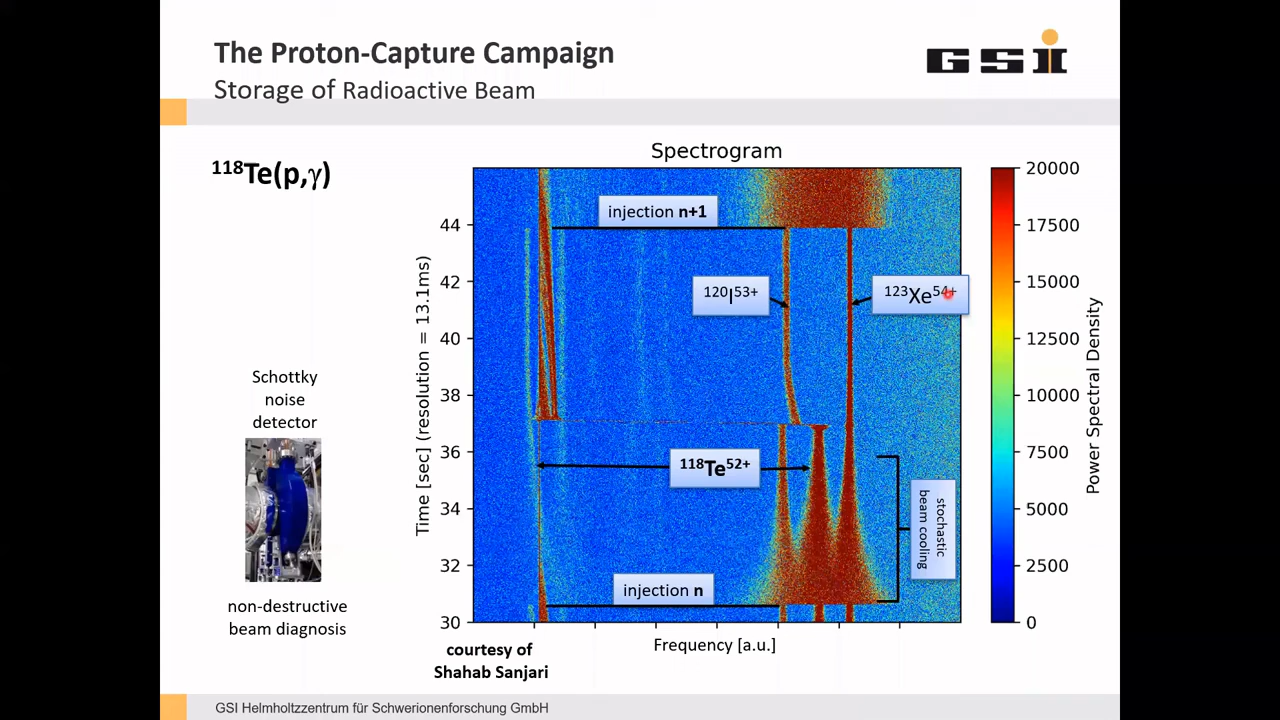 The Proton-Capture Campaign
Storage of Radioactive Beam
GSI
¹¹⁸Te(p,γ)
Spectrogram
injection n+1
¹²⁰I⁵³⁺
¹²³Xe⁵⁴⁺
¹¹⁸Te⁵²⁺
stochastic
beam cooling
injection n
Time [sec] (resolution = 13.1ms)
44
42
40
38
36
34
32
30
Frequency [a.u.]
20000
17500
15000
12500
10000
7500
5000
2500
0
Power Spectral Density
Schottky
noise
detector
non-destructive
beam diagnosis
courtesy of
Shahab Sanjari
GSI Helmholtzzentrum für Schwerionenforschung GmbH